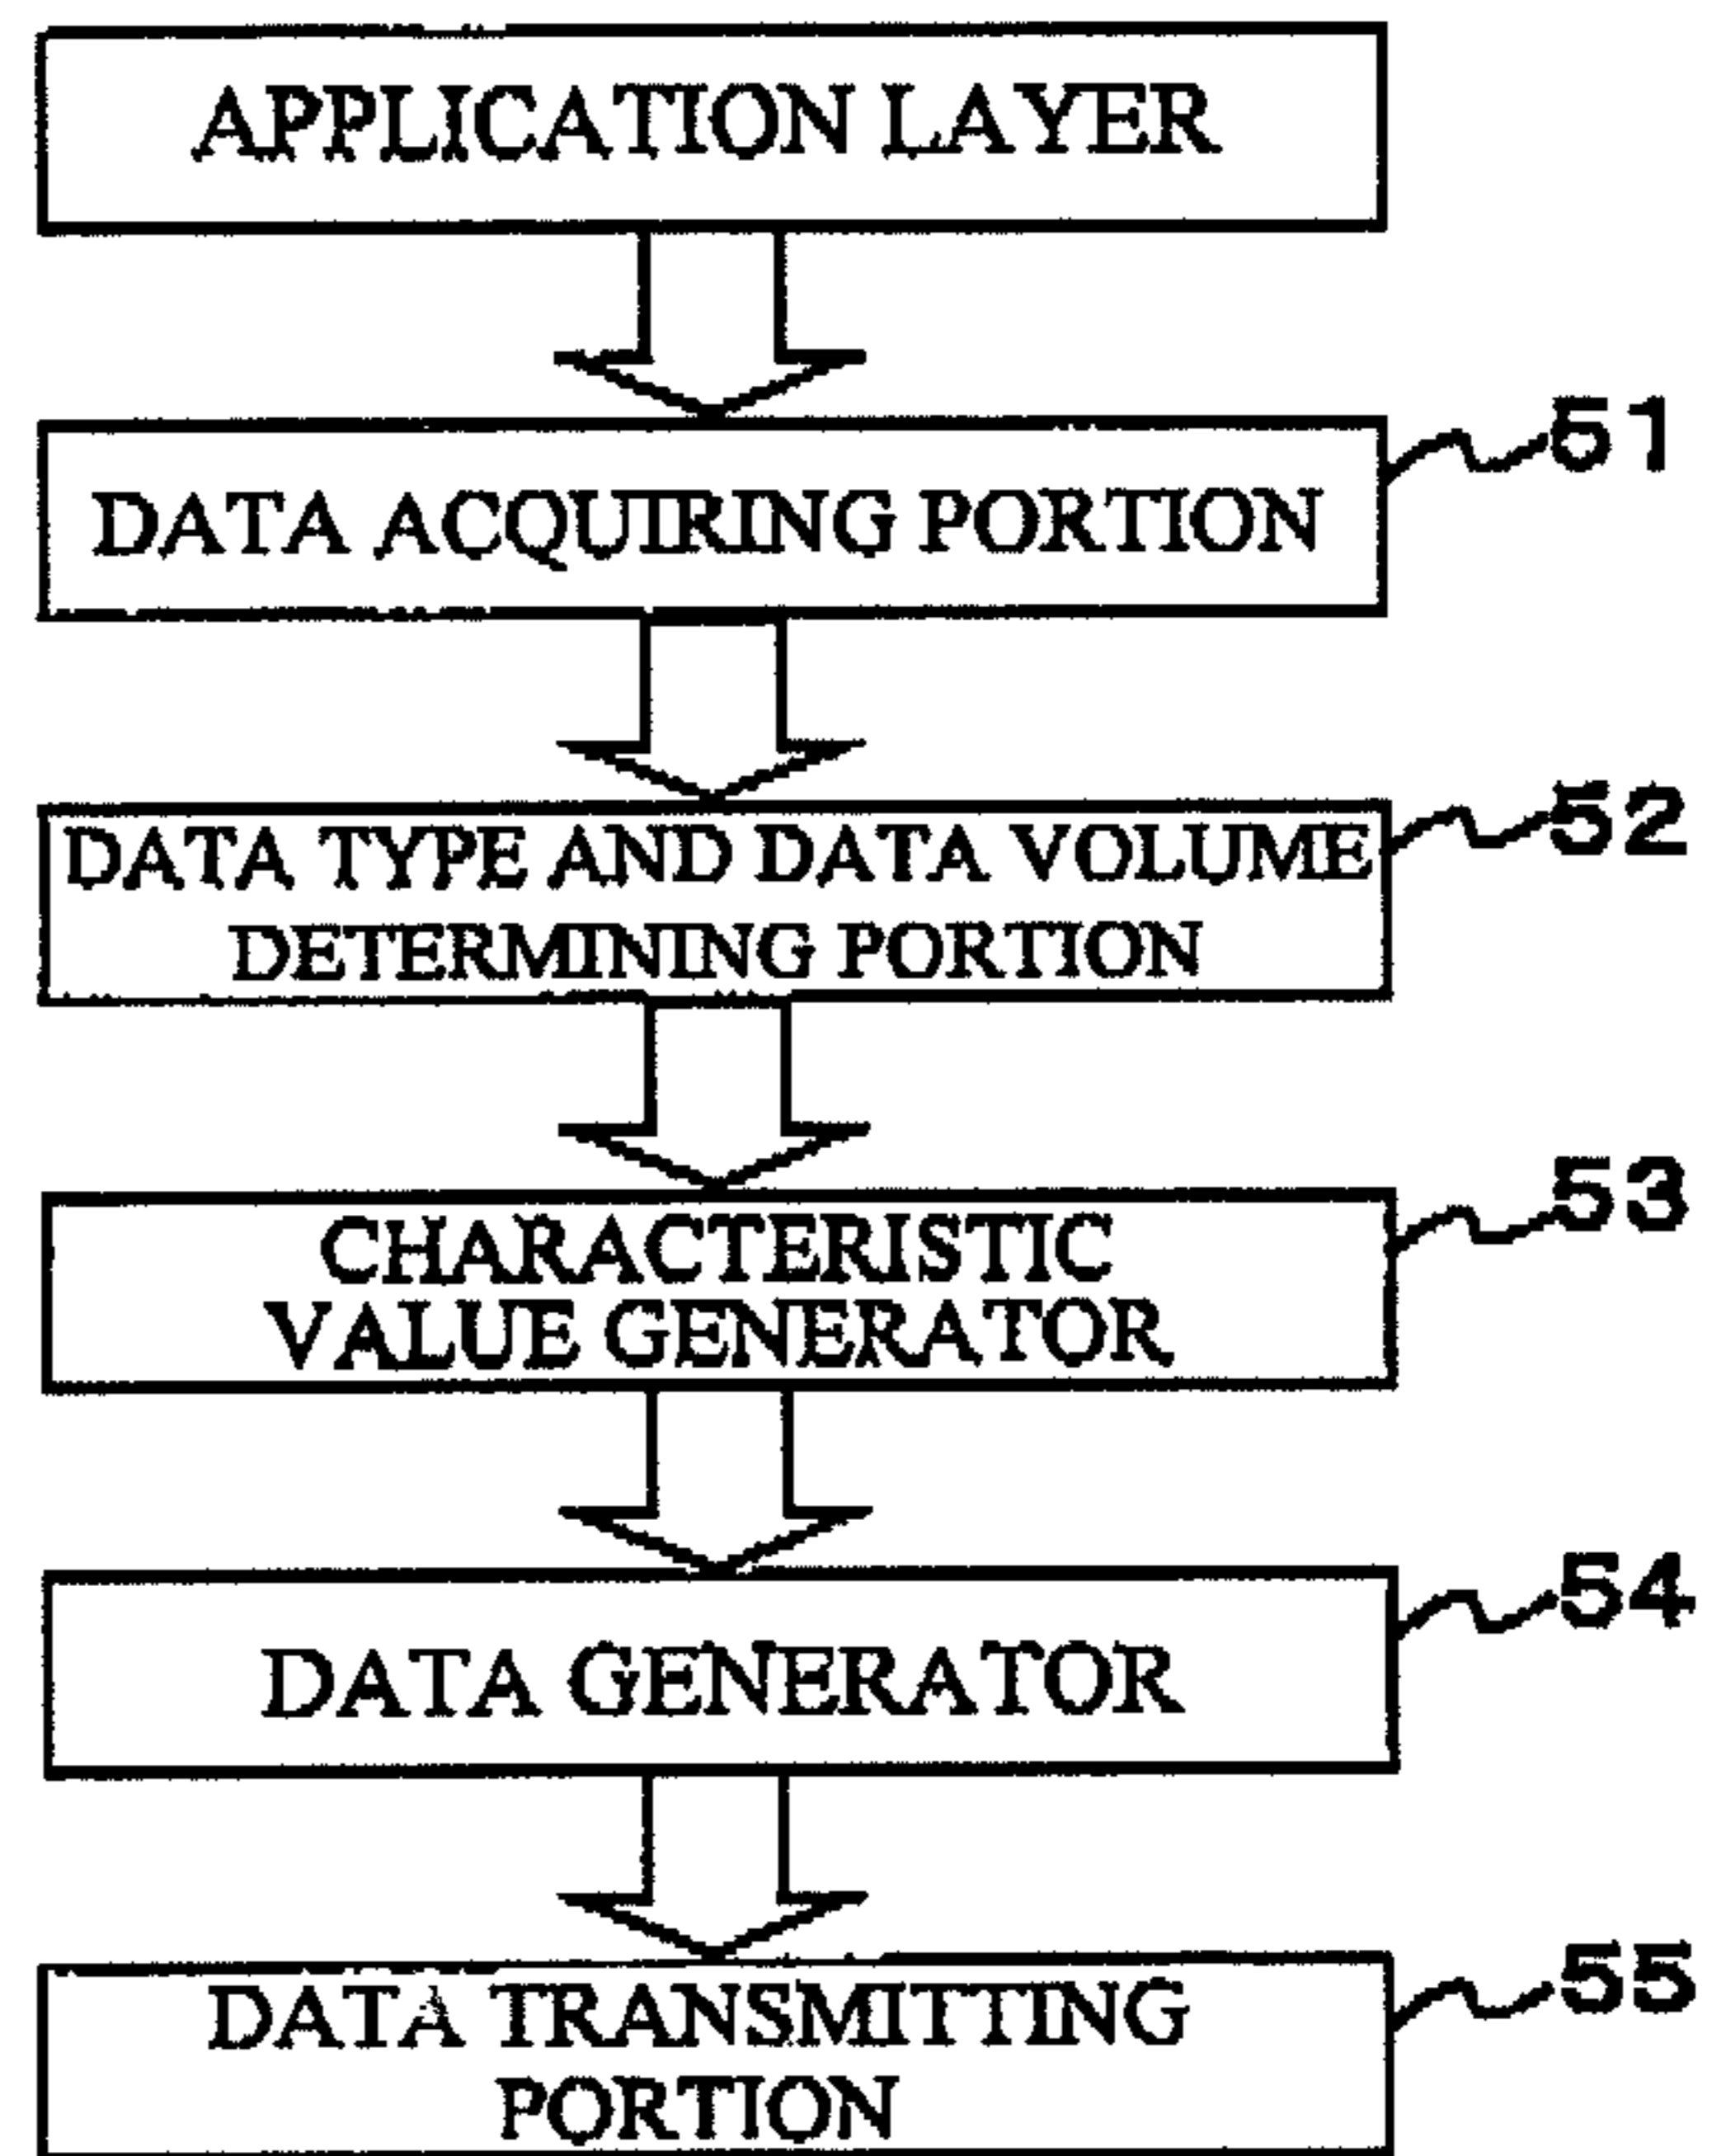 APPLICATION LAYER
51
DATA ACQUIRING PORTION
52
DATA TYPE AND DATA VOLUME
DETERMINING PORTION
53
CHARACTERISTIC
VALUE GENERATOR
54
DATA GENERATOR
55
DATA TRANSMITTING
PORTION